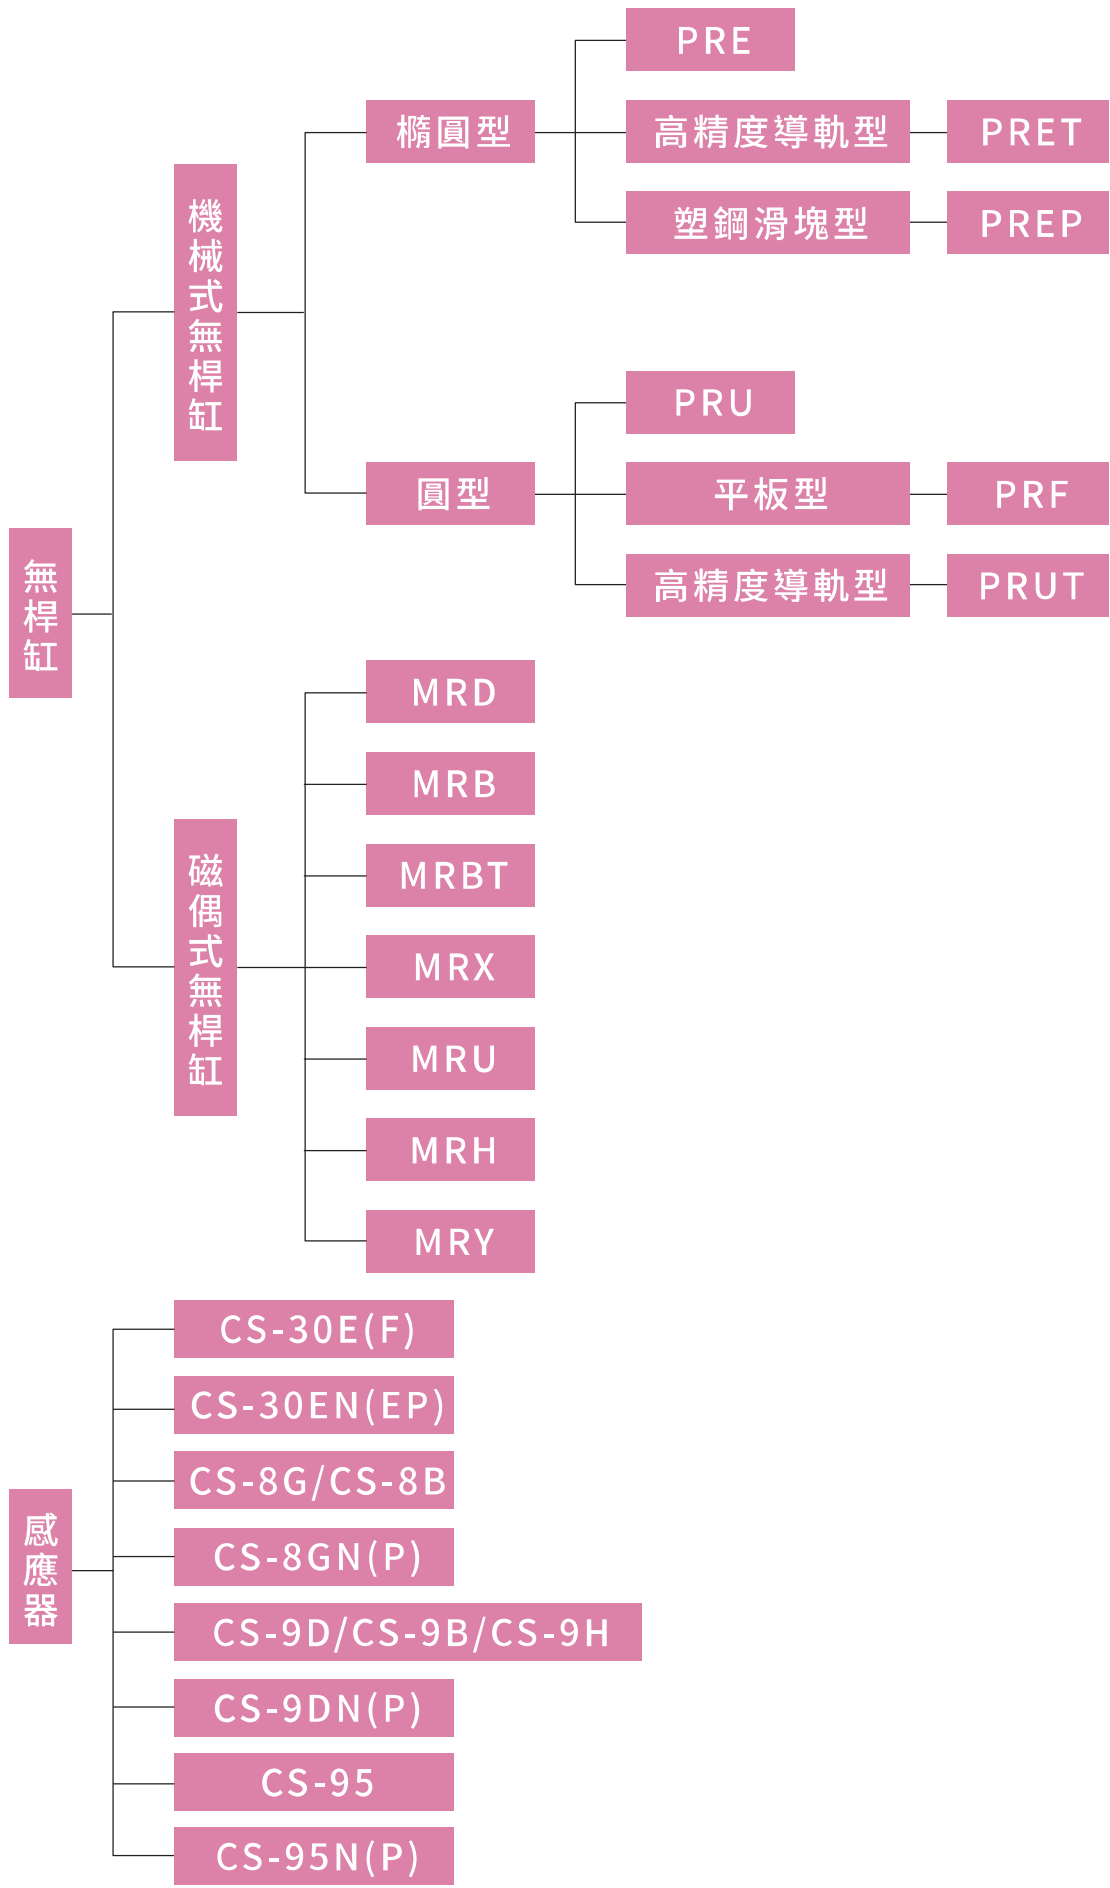 無桿缸
機械式無桿缸
橢圓型
PRE
高精度導軌型
PRET
塑鋼滑塊型
PREP
圓型
PRU
平板型
PRF
高精度導軌型
PRUT
磁偶式無桿缸
MRD
MRB
MRBT
MRX
MRU
MRH
MRY
感應器
CS-30E(F)
CS-30EN(EP)
CS-8G/CS-8B
CS-8GN(P)
CS-9D/CS-9B/CS-9H
CS-9DN(P)
CS-95
CS-95N(P)